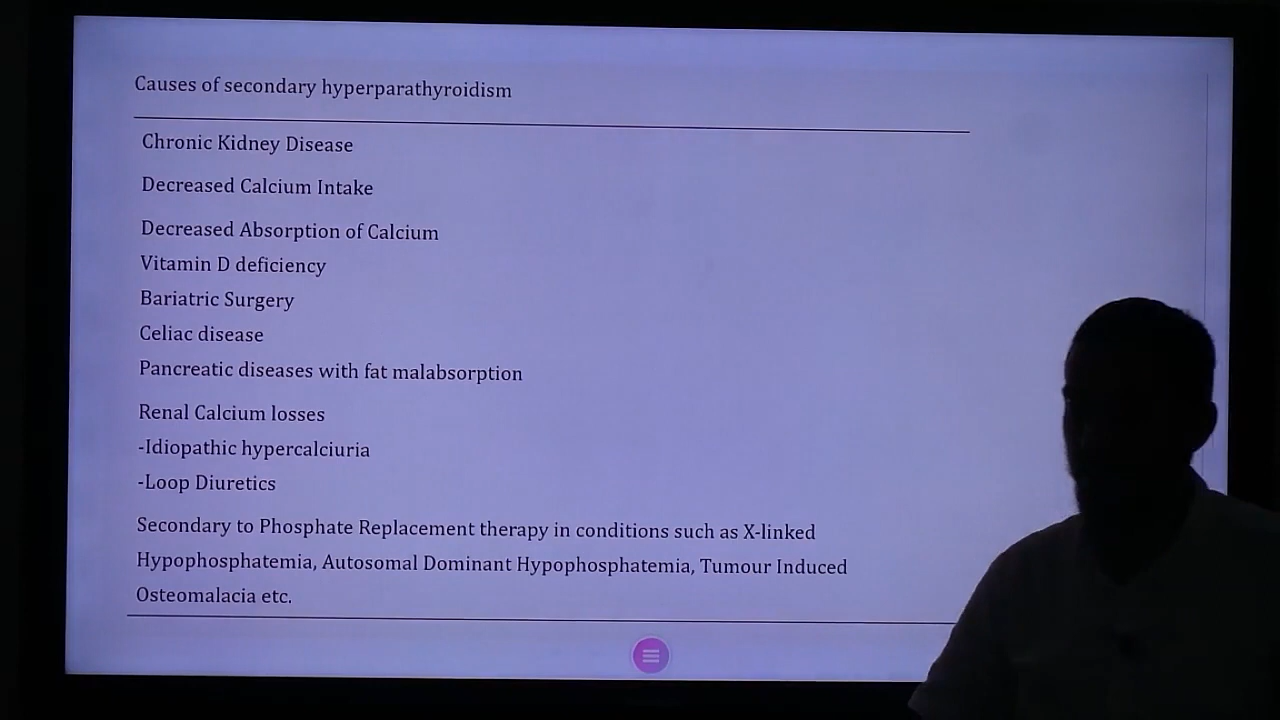 Causes of secondary hyperparathyroidism
Chronic Kidney Disease
Decreased Calcium Intake
Decreased Absorption of Calcium
Vitamin D deficiency
Bariatric Surgery
Celiac disease
Pancreatic diseases with fat malabsorption
Renal Calcium losses
-Idiopathic hypercalciuria
-Loop Diuretics
Secondary to Phosphate Replacement therapy in conditions such as X-linked
Hypophosphatemia, Autosomal Dominant Hypophosphatemia, Tumour Induced
Osteomalacia etc.